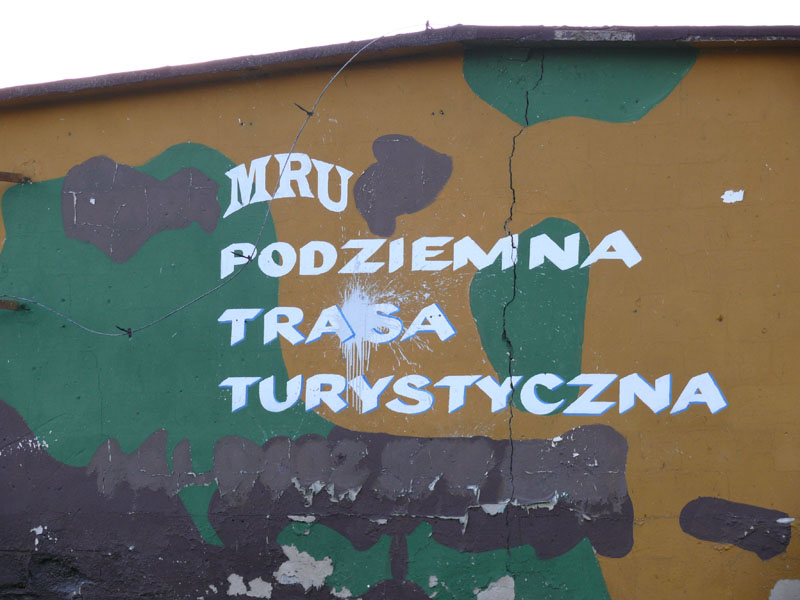 MRU
PODZIEMNA
TRASA
TURYSTYCZNA